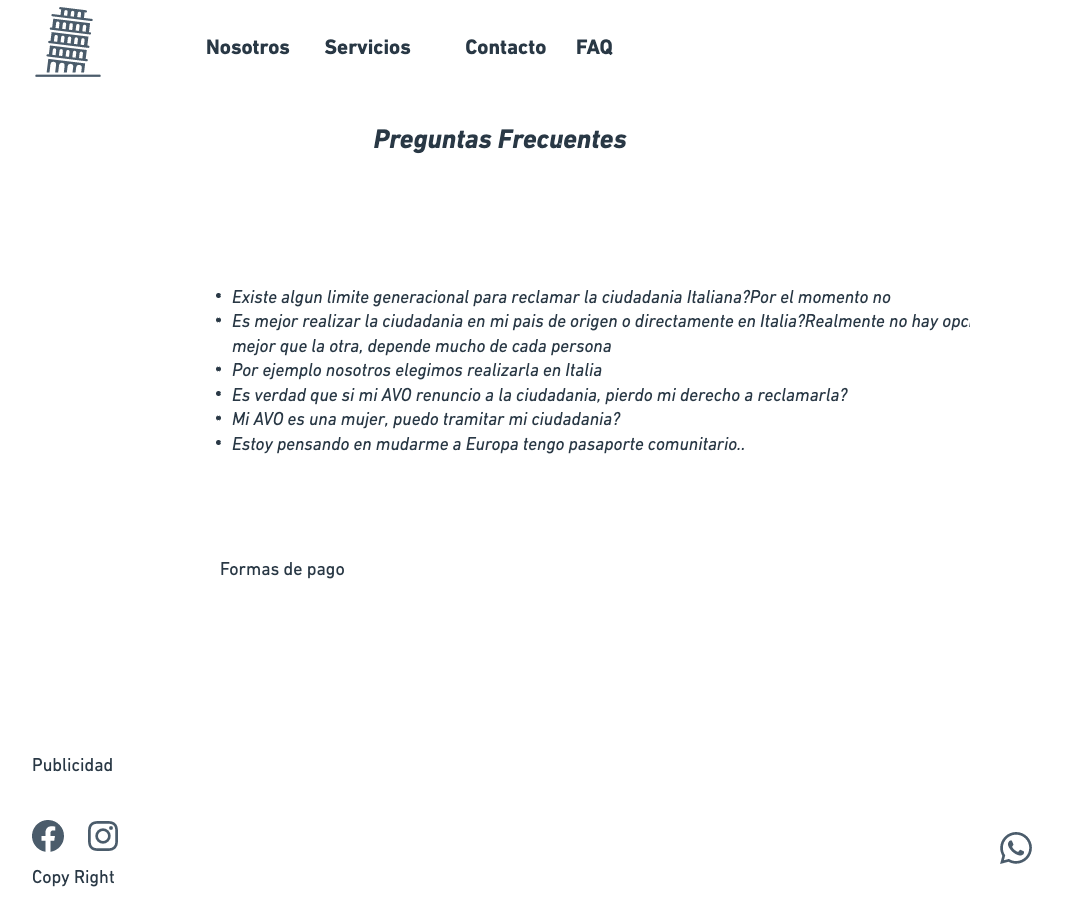 Nosotros Servicios Contacto FAQ
Preguntas Frecuentes
• Existe algun limite generacional para reclamar la ciudadania Italiana?Por el momento no
• Es mejor realizar la ciudadania en mi pais de origen o directamente en Italia?Realmente no hay
mejor que la otra, depende mucho de cada persona
• Por ejemplo nosotros elegimos realizarla en Italia
• Es verdad que si mi AVO renuncio a la ciudadania, pierdo mi derecho a reclamarla?
• Mi AVO es una mujer, puedo tramitar mi ciudadania?
• Estoy pensando en mudarme a Europa tengo pasaporte comunitario..
Formas de pago
Publicidad
Copy Right